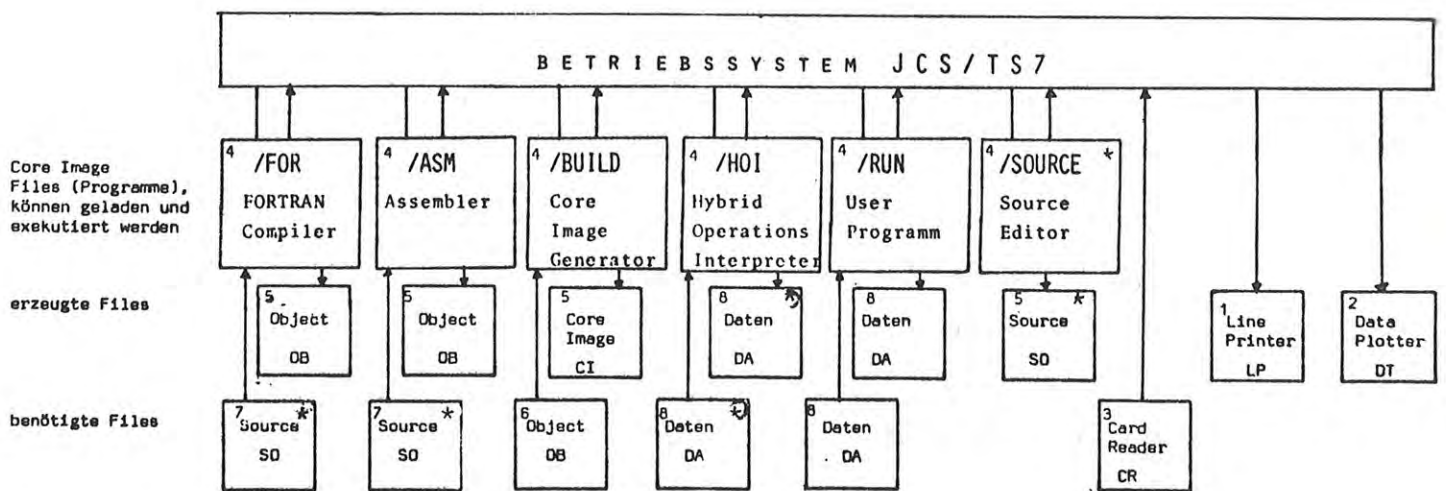 BETRIEBSSYSTEM JCS/TS7
Core Image
Files (Programme),
können geladen und
exekutiert werden
4 /FOR
FORTRAN
Compiler
4 /ASM
Assembler
4 /BUILD
Core
Image
Generator
4 /HOI
Hybrid
Operations
Interpreter
4 /RUN
User
Programm
4 /SOURCE *
Source
Editor
erzeugte Files
5 Object
OB
5 Object
OB
5 Core
Image
CI
8 *)
Daten
DA
8
Daten
DA
5 *
Source
SO
1 Line
Printer
LP
2 Data
Plotter
DT
benötigte Files
7 Source *
SO
7 Source *
SO
6 Object
OB
8 Daten *)
DA
8
Daten
DA
3 Card
Reader
CR